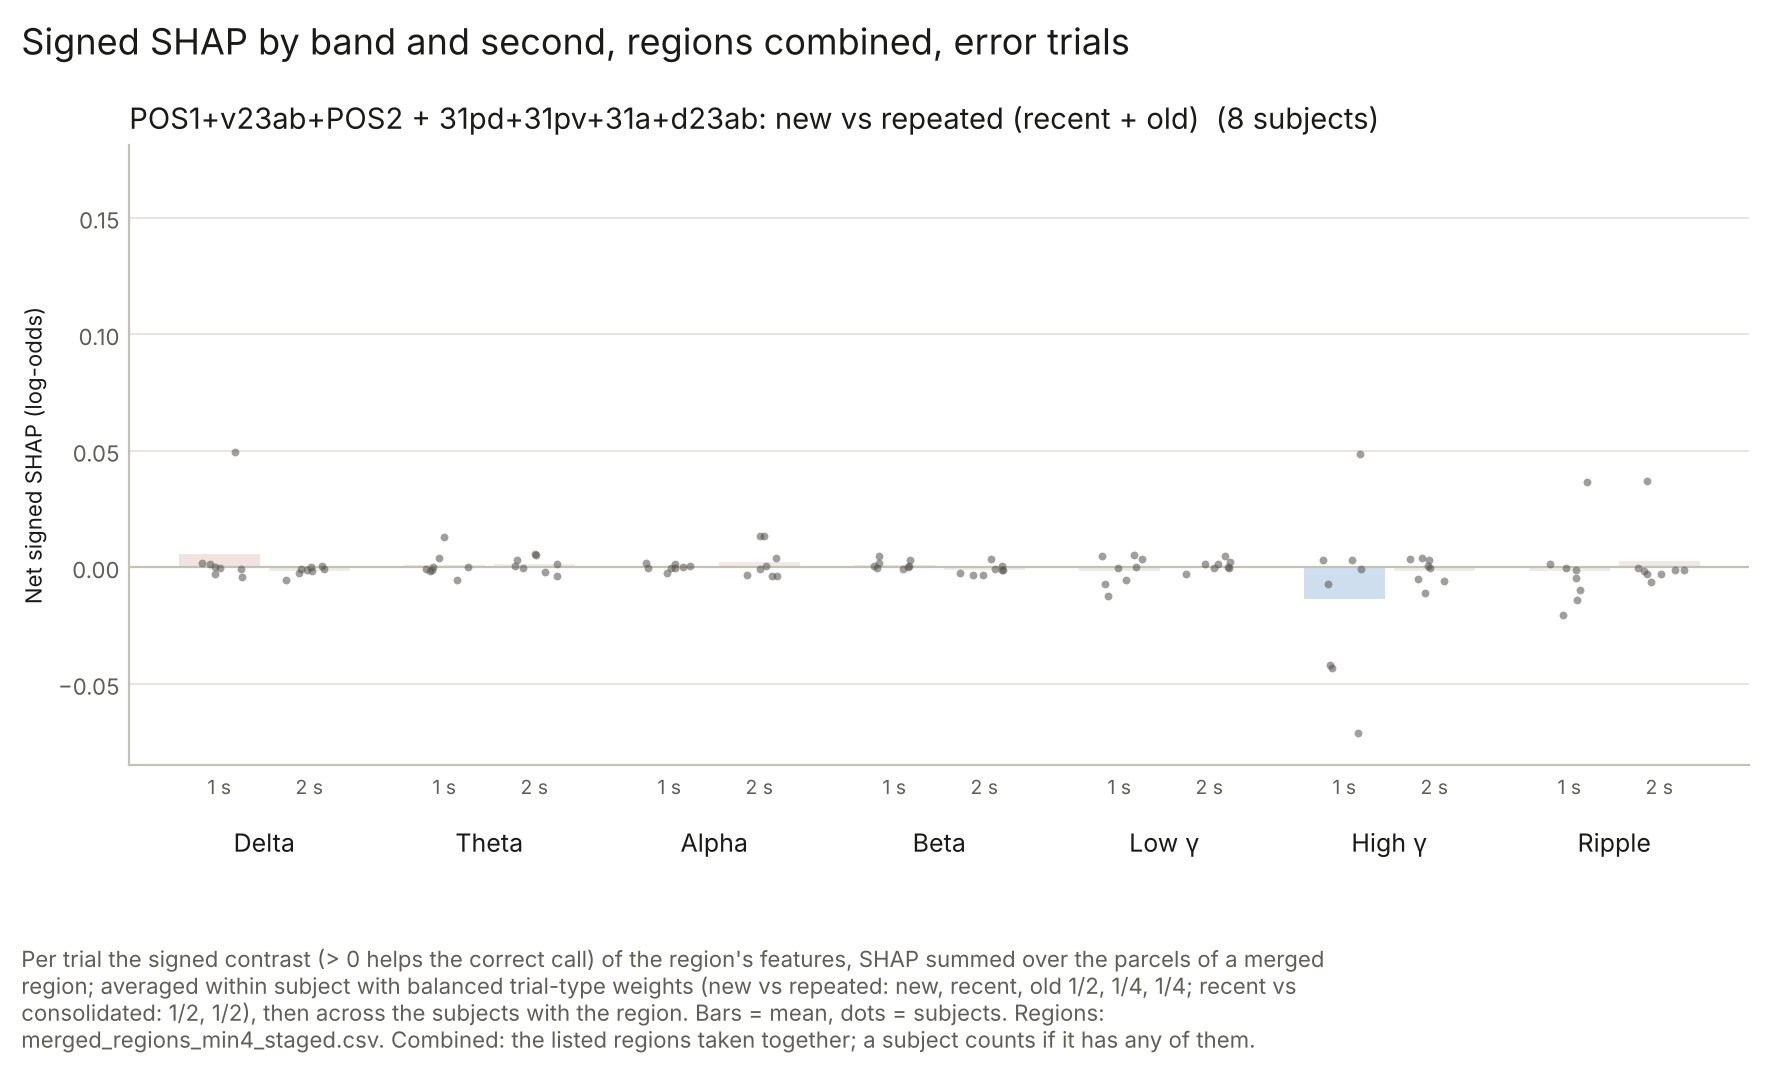 Signed SHAP by band and second, regions combined, error trials
POS1+v23ab+POS2 + 31pd+31pv+31a+d23ab: new vs repeated (recent + old)  (8 subjects)
Net signed SHAP (log-odds)
0.15
0.10
0.05
0.00
−0.05
1 s 2 s 1 s 2 s 1 s 2 s 1 s 2 s 1 s 2 s 1 s 2 s 1 s 2 s
Delta Theta Alpha Beta Low γ High γ Ripple
Per trial the signed contrast (> 0 helps the correct call) of the region's features, SHAP summed over the parcels of a merged
region; averaged within subject with balanced trial-type weights (new vs repeated: new, recent, old 1/2, 1/4, 1/4; recent vs
consolidated: 1/2, 1/2), then across the subjects with the region. Bars = mean, dots = subjects. Regions:
merged_regions_min4_staged.csv. Combined: the listed regions taken together; a subject counts if it has any of them.